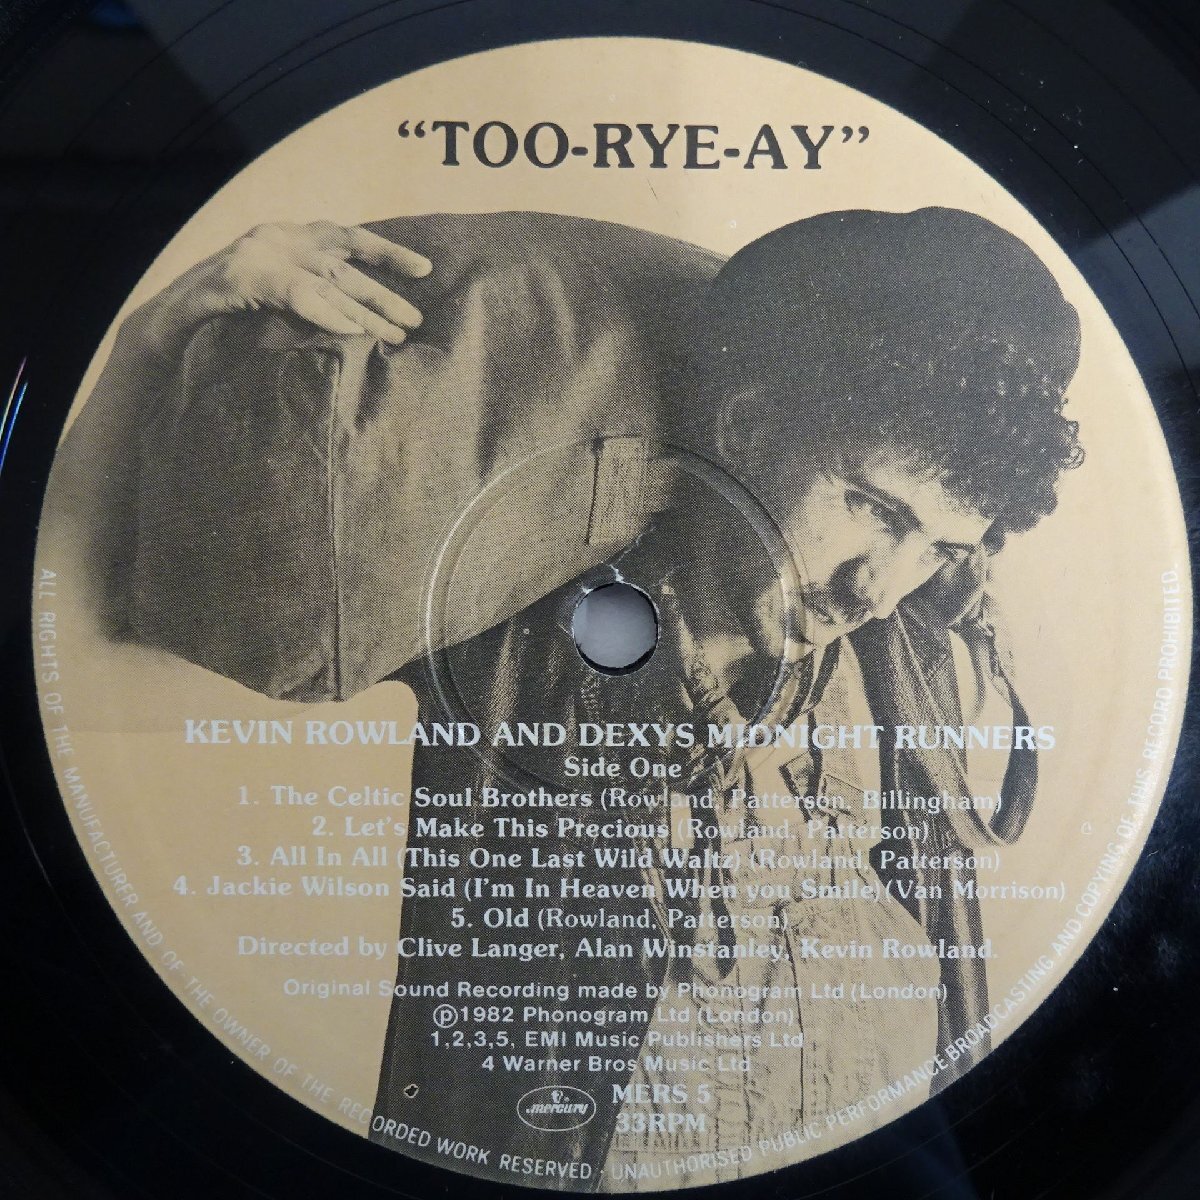 “TOO-RYE-AY”
KEVIN ROWLAND AND DEXYS MIDNIGHT RUNNERS
Side One
1. The Celtic Soul Brothers (Rowland, Patterson, Billingham)
2. Let's Make This Precious (Rowland, Patterson)
3. All In All (This One Last Wild Waltz) (Rowland, Patterson)
4. Jackie Wilson Said (I'm In Heaven When you Smile) (Van Morrison)
5. Old (Rowland, Patterson).
Directed by Clive Langer, Alan Winstanley, Kevin Rowland.
Original Sound Recording made by Phonogram Ltd (London)
℗1982 Phonogram Ltd (London)
1,2,3,5, EMI Music Publishers Ltd
4 Warner Bros Music Ltd
mercury
MERS 5
33RPM
ALL RIGHTS OF THE MANUFACTURER AND OF THE OWNER OF THE RECORDED WORK RESERVED · UNAUTHORISED PUBLIC PERFORMANCE BROADCASTING AND COPYING OF THIS RECORD PROHIBITED.